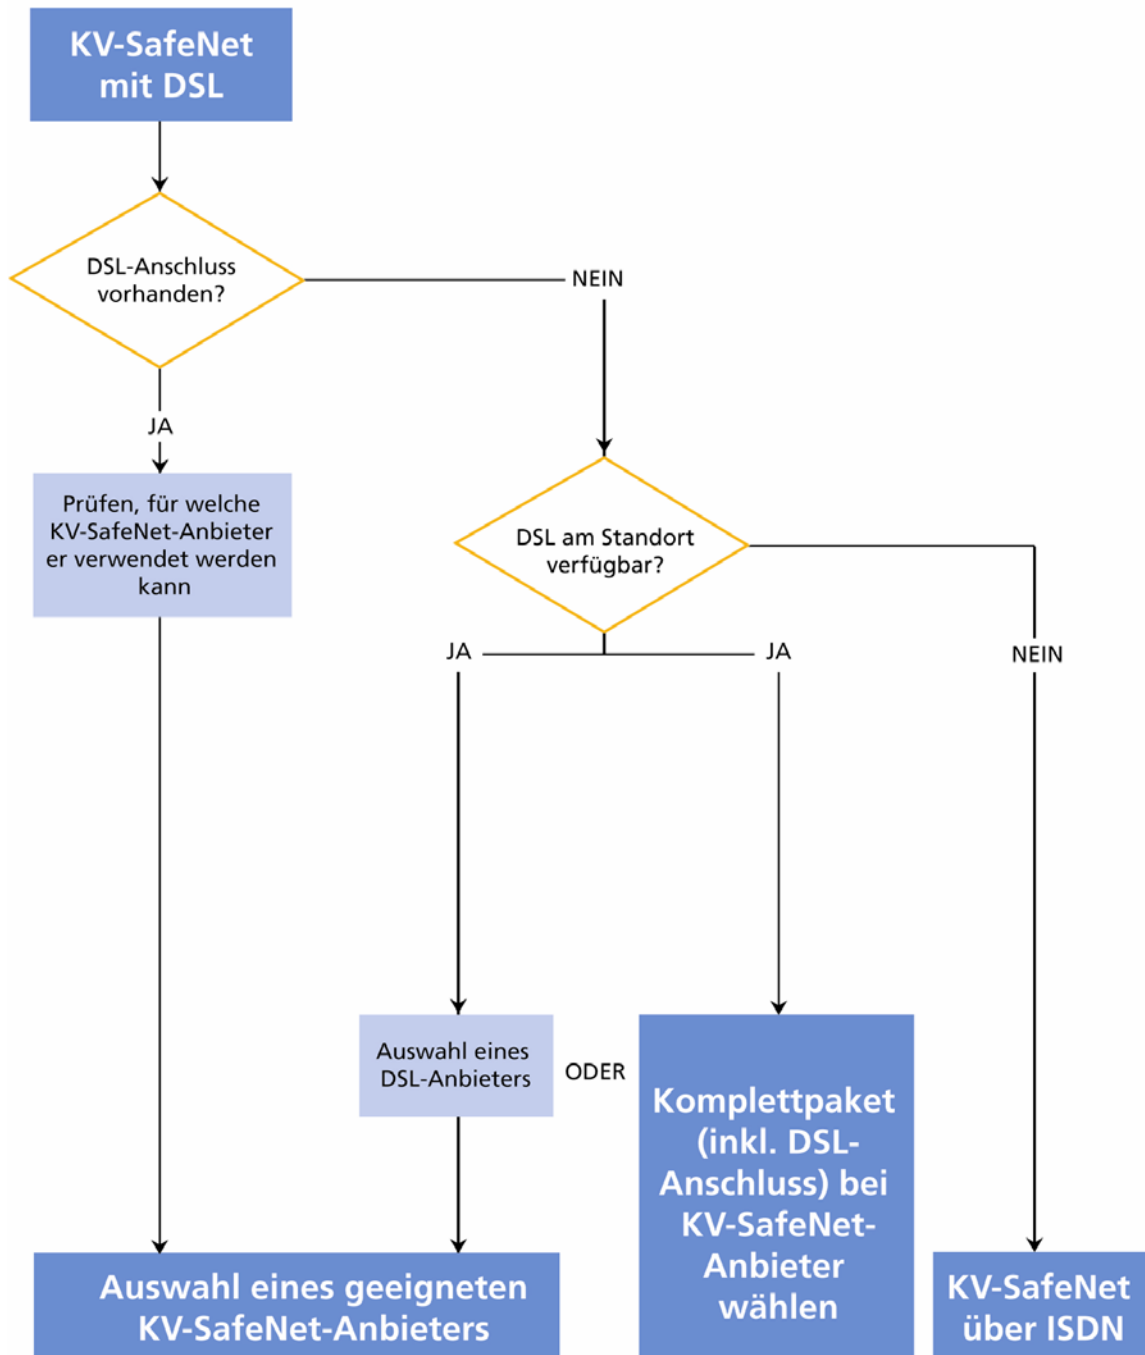 KV-SafeNet
mit DSL
DSL-Anschluss
vorhanden?
NEIN
JA
Prüfen, für welche
KV-SafeNet-Anbieter
er verwendet werden
kann
DSL am Standort
verfügbar?
JA
JA
NEIN
Auswahl eines
DSL-Anbieters
ODER
Komplettpaket
(inkl. DSL-
Anschluss) bei
KV-SafeNet-
Anbieter
wählen
Auswahl eines geeigneten
KV-SafeNet-Anbieters
KV-SafeNet
über ISDN